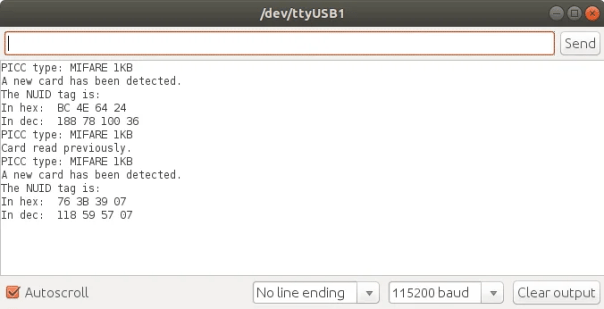 /dev/ttyUSB1
Send
PICC type: MIFARE 1KB
A new card has been detected.
The NUID tag is:
In hex:  BC 4E 64 24
In dec:  188 78 100 36
PICC type: MIFARE 1KB
Card read previously.
PICC type: MIFARE 1KB
A new card has been detected.
The NUID tag is:
In hex:  76 3B 39 07
In dec:  118 59 57 07
Autoscroll
No line ending
115200 baud
Clear output